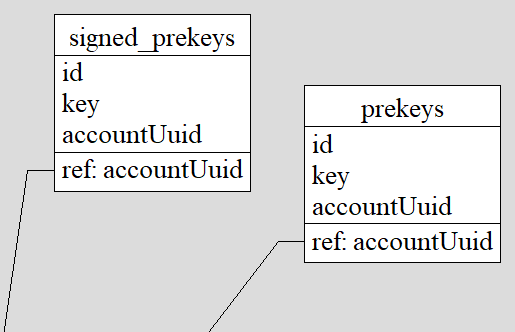 signed_prekeys
id
key
accountUuid
ref: accountUuid
prekeys
id
key
accountUuid
ref: accountUuid